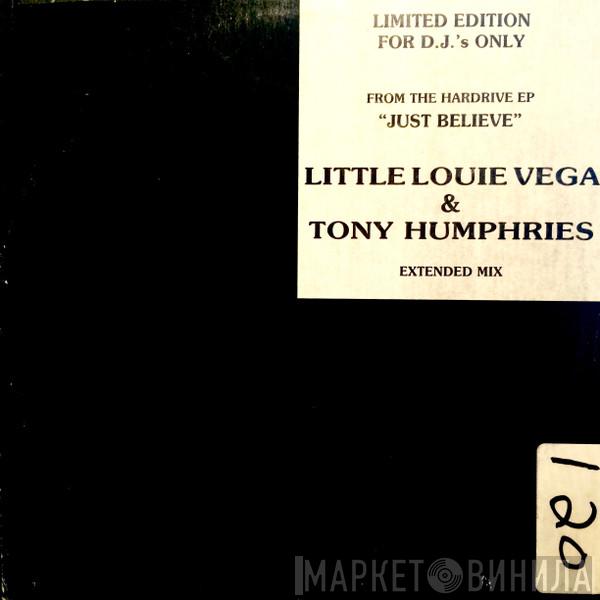 LIMITED EDITION
FOR D.J.'s ONLY
FROM THE HARDRIVE EP
“JUST BELIEVE”
LITTLE LOUIE VEGA
&
TONY HUMPHRIES
EXTENDED MIX
120
МАРКЕТ ВИНИЛА